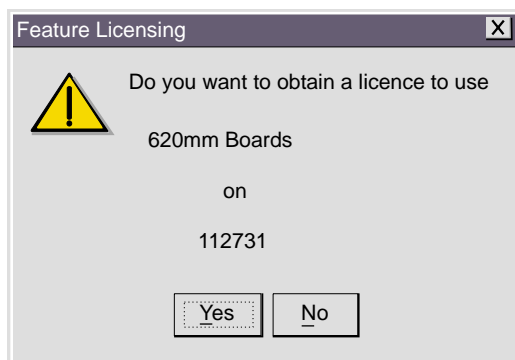 Feature Licensing
X
Do you want to obtain a licence to use
620mm Boards
on
112731
Yes
No